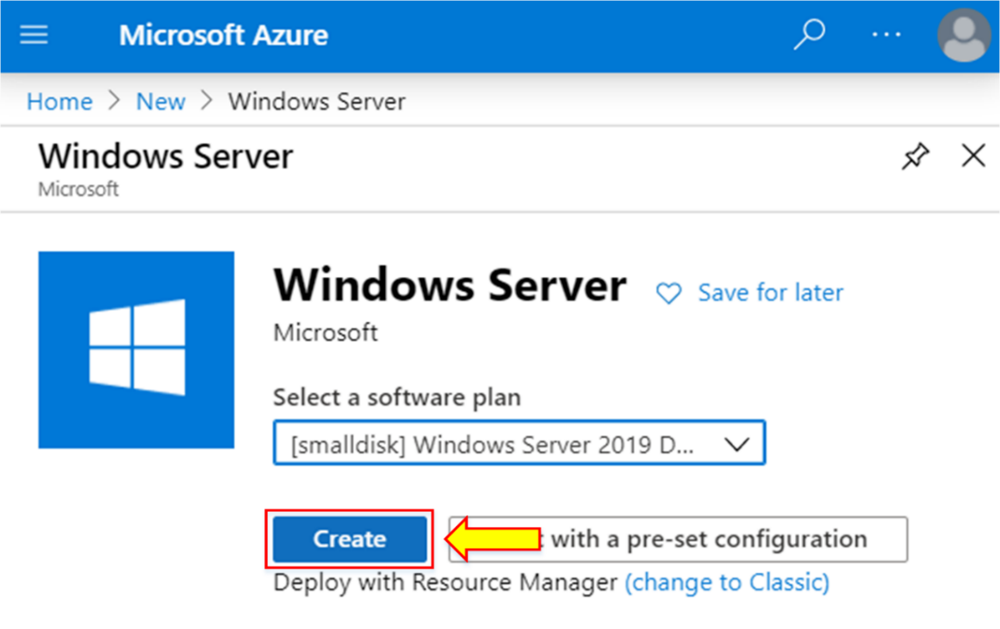 Microsoft Azure
Home > New > Windows Server
Windows Server
Microsoft
Windows Server
Save for later
Microsoft
Select a software plan
[smalldisk] Windows Server 2019 D...
Create
with a pre-set configuration
Deploy with Resource Manager (change to Classic)